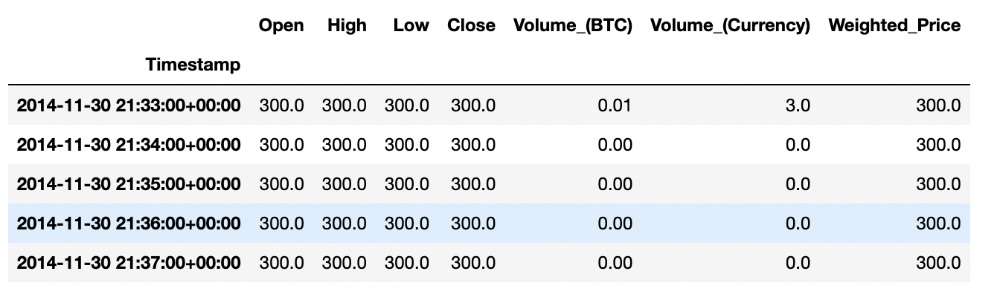 Open High Low Close Volume_(BTC) Volume_(Currency) Weighted_Price
Timestamp
2014-11-30 21:33:00+00:00 300.0 300.0 300.0 300.0 0.01 3.0 300.0
2014-11-30 21:34:00+00:00 300.0 300.0 300.0 300.0 0.00 0.0 300.0
2014-11-30 21:35:00+00:00 300.0 300.0 300.0 300.0 0.00 0.0 300.0
2014-11-30 21:36:00+00:00 300.0 300.0 300.0 300.0 0.00 0.0 300.0
2014-11-30 21:37:00+00:00 300.0 300.0 300.0 300.0 0.00 0.0 300.0